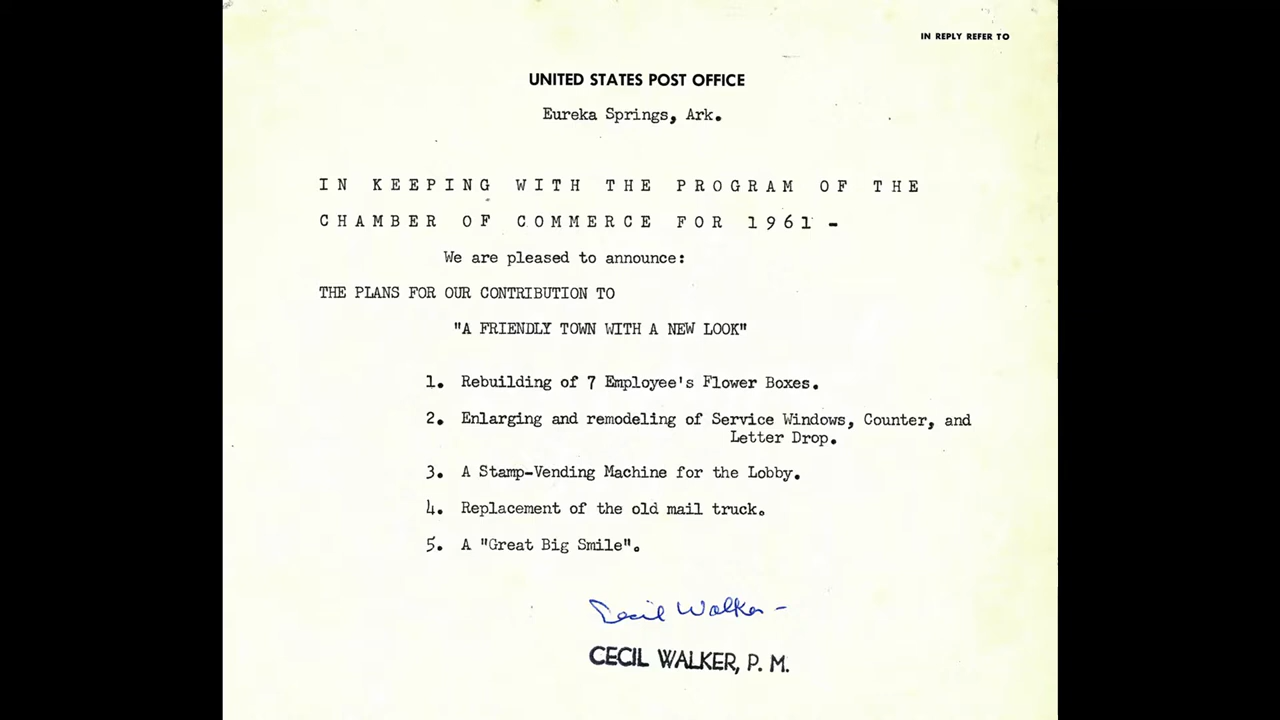 IN REPLY REFER TO
UNITED STATES POST OFFICE
Eureka Springs, Ark.
IN KEEPING WITH THE PROGRAM OF THE
CHAMBER OF COMMERCE FOR 1961 -
We are pleased to announce:
THE PLANS FOR OUR CONTRIBUTION TO
"A FRIENDLY TOWN WITH A NEW LOOK"
1. Rebuilding of 7 Employee's Flower Boxes.
2. Enlarging and remodeling of Service Windows, Counter, and
Letter Drop.
3. A Stamp-Vending Machine for the Lobby.
4. Replacement of the old mail truck.
5. A "Great Big Smile".
Cecil Walker -
CECIL WALKER, P. M.